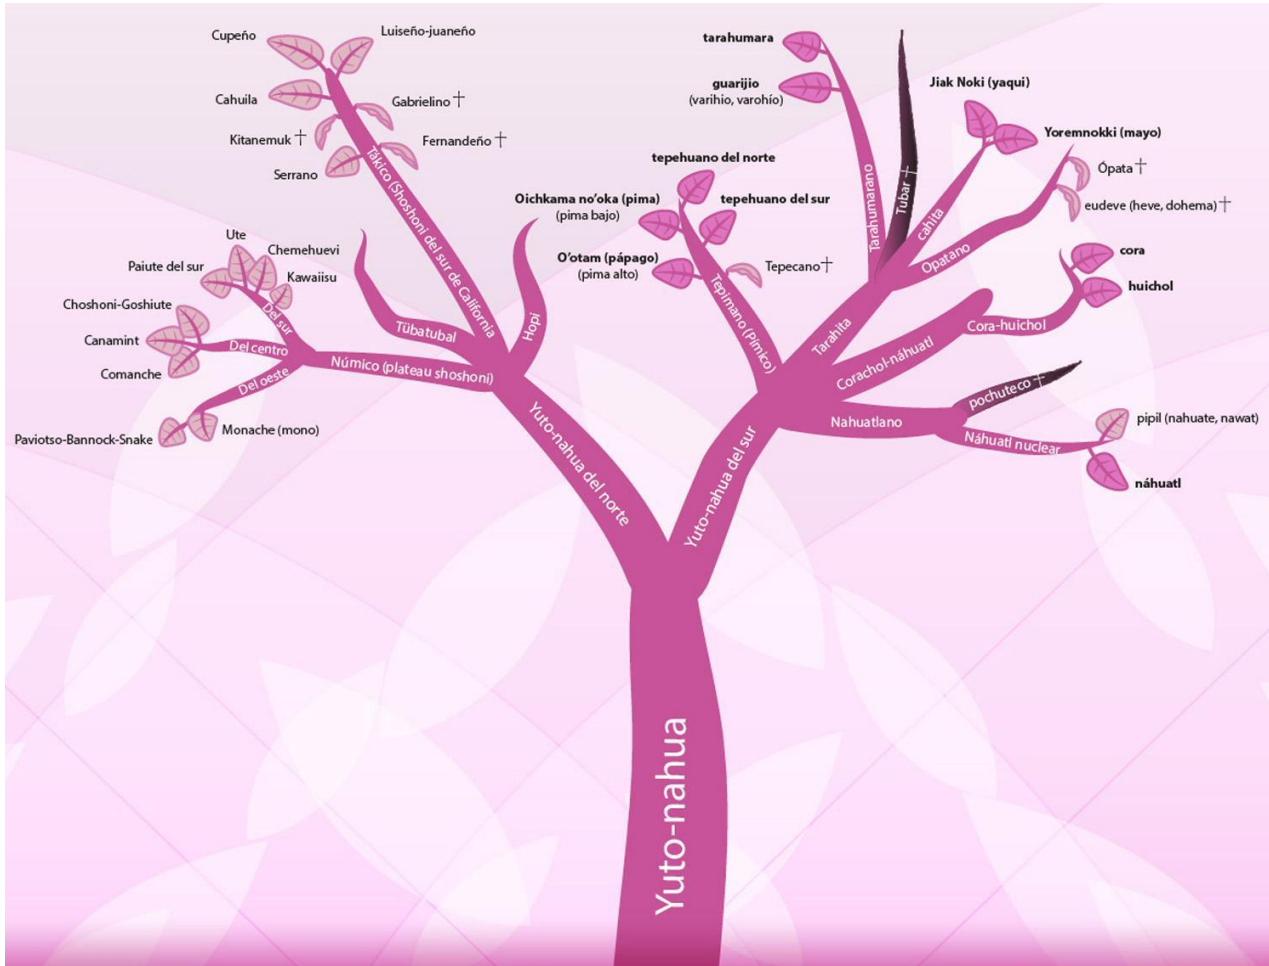 Cupeño
Luiseño-juaneño
Cahuila
Gabrielino †
Kitanemuk †
Fernandeño †
Serrano
Tákico (Shoshoni del sur de California)
Ute
Chemehuevi
Paiute del sur
Kawaiisu
Del sur
Choshoni-Goshiute
Canamint
Del centro
Comanche
Del oeste
Paviotso-Bannock-Snake
Monache (mono)
Númico (plateau shoshoni)
Tübatubal
Hopi
Yuto-nahua del norte
tarahumara
guarijio
(varihio, varohío)
Tarahumarano
Tubar †
Jiak Noki (yaqui)
Yoremnokki (mayo)
cahita
Ópata †
eudeve (heve, dohema) †
Opatano
tepehuano del norte
Oichkama no'oka (pima)
(pima bajo)
tepehuano del sur
O'otam (pápago)
(pima alto)
Tepecano †
Tepimano (Pimico)
Tarahita
cora
huichol
Cora-huichol
Corachol-náhuatl
pochuteco †
Nahuatlano
Náhuatl nuclear
pipil (nahuate, nawat)
náhuatl
Yuto-nahua del sur
Yuto-nahua